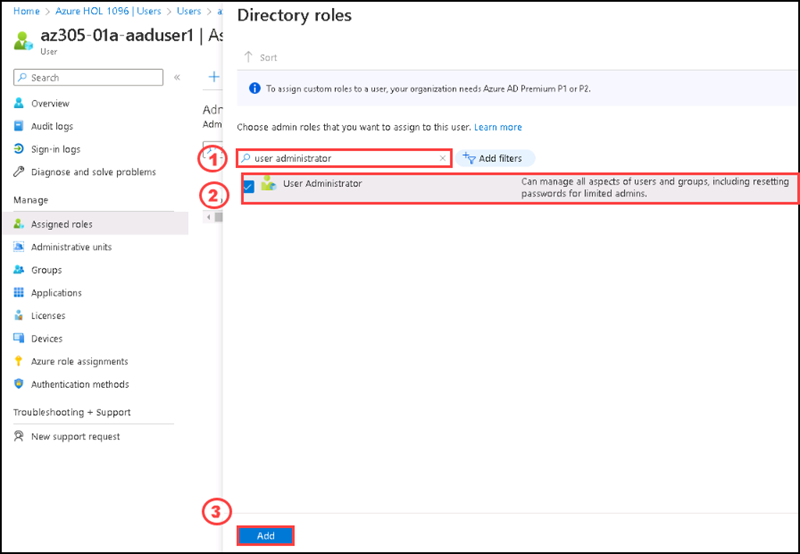 Home > Azure HOL 1096 | Users > Users > a
az305-01a-aaduser1 | As
User
Search
Overview
Audit logs
Sign-in logs
Diagnose and solve problems
Manage
Assigned roles
Administrative units
Groups
Applications
Licenses
Devices
Azure role assignments
Authentication methods
Troubleshooting + Support
New support request
Adn
Admi
Directory roles
Sort
To assign custom roles to a user, your organization needs Azure AD Premium P1 or P2.
Choose admin roles that you want to assign to this user. Learn more
1
user administrator
Add filters
2
User Administrator
Can manage all aspects of users and groups, including resetting
passwords for limited admins.
3
Add